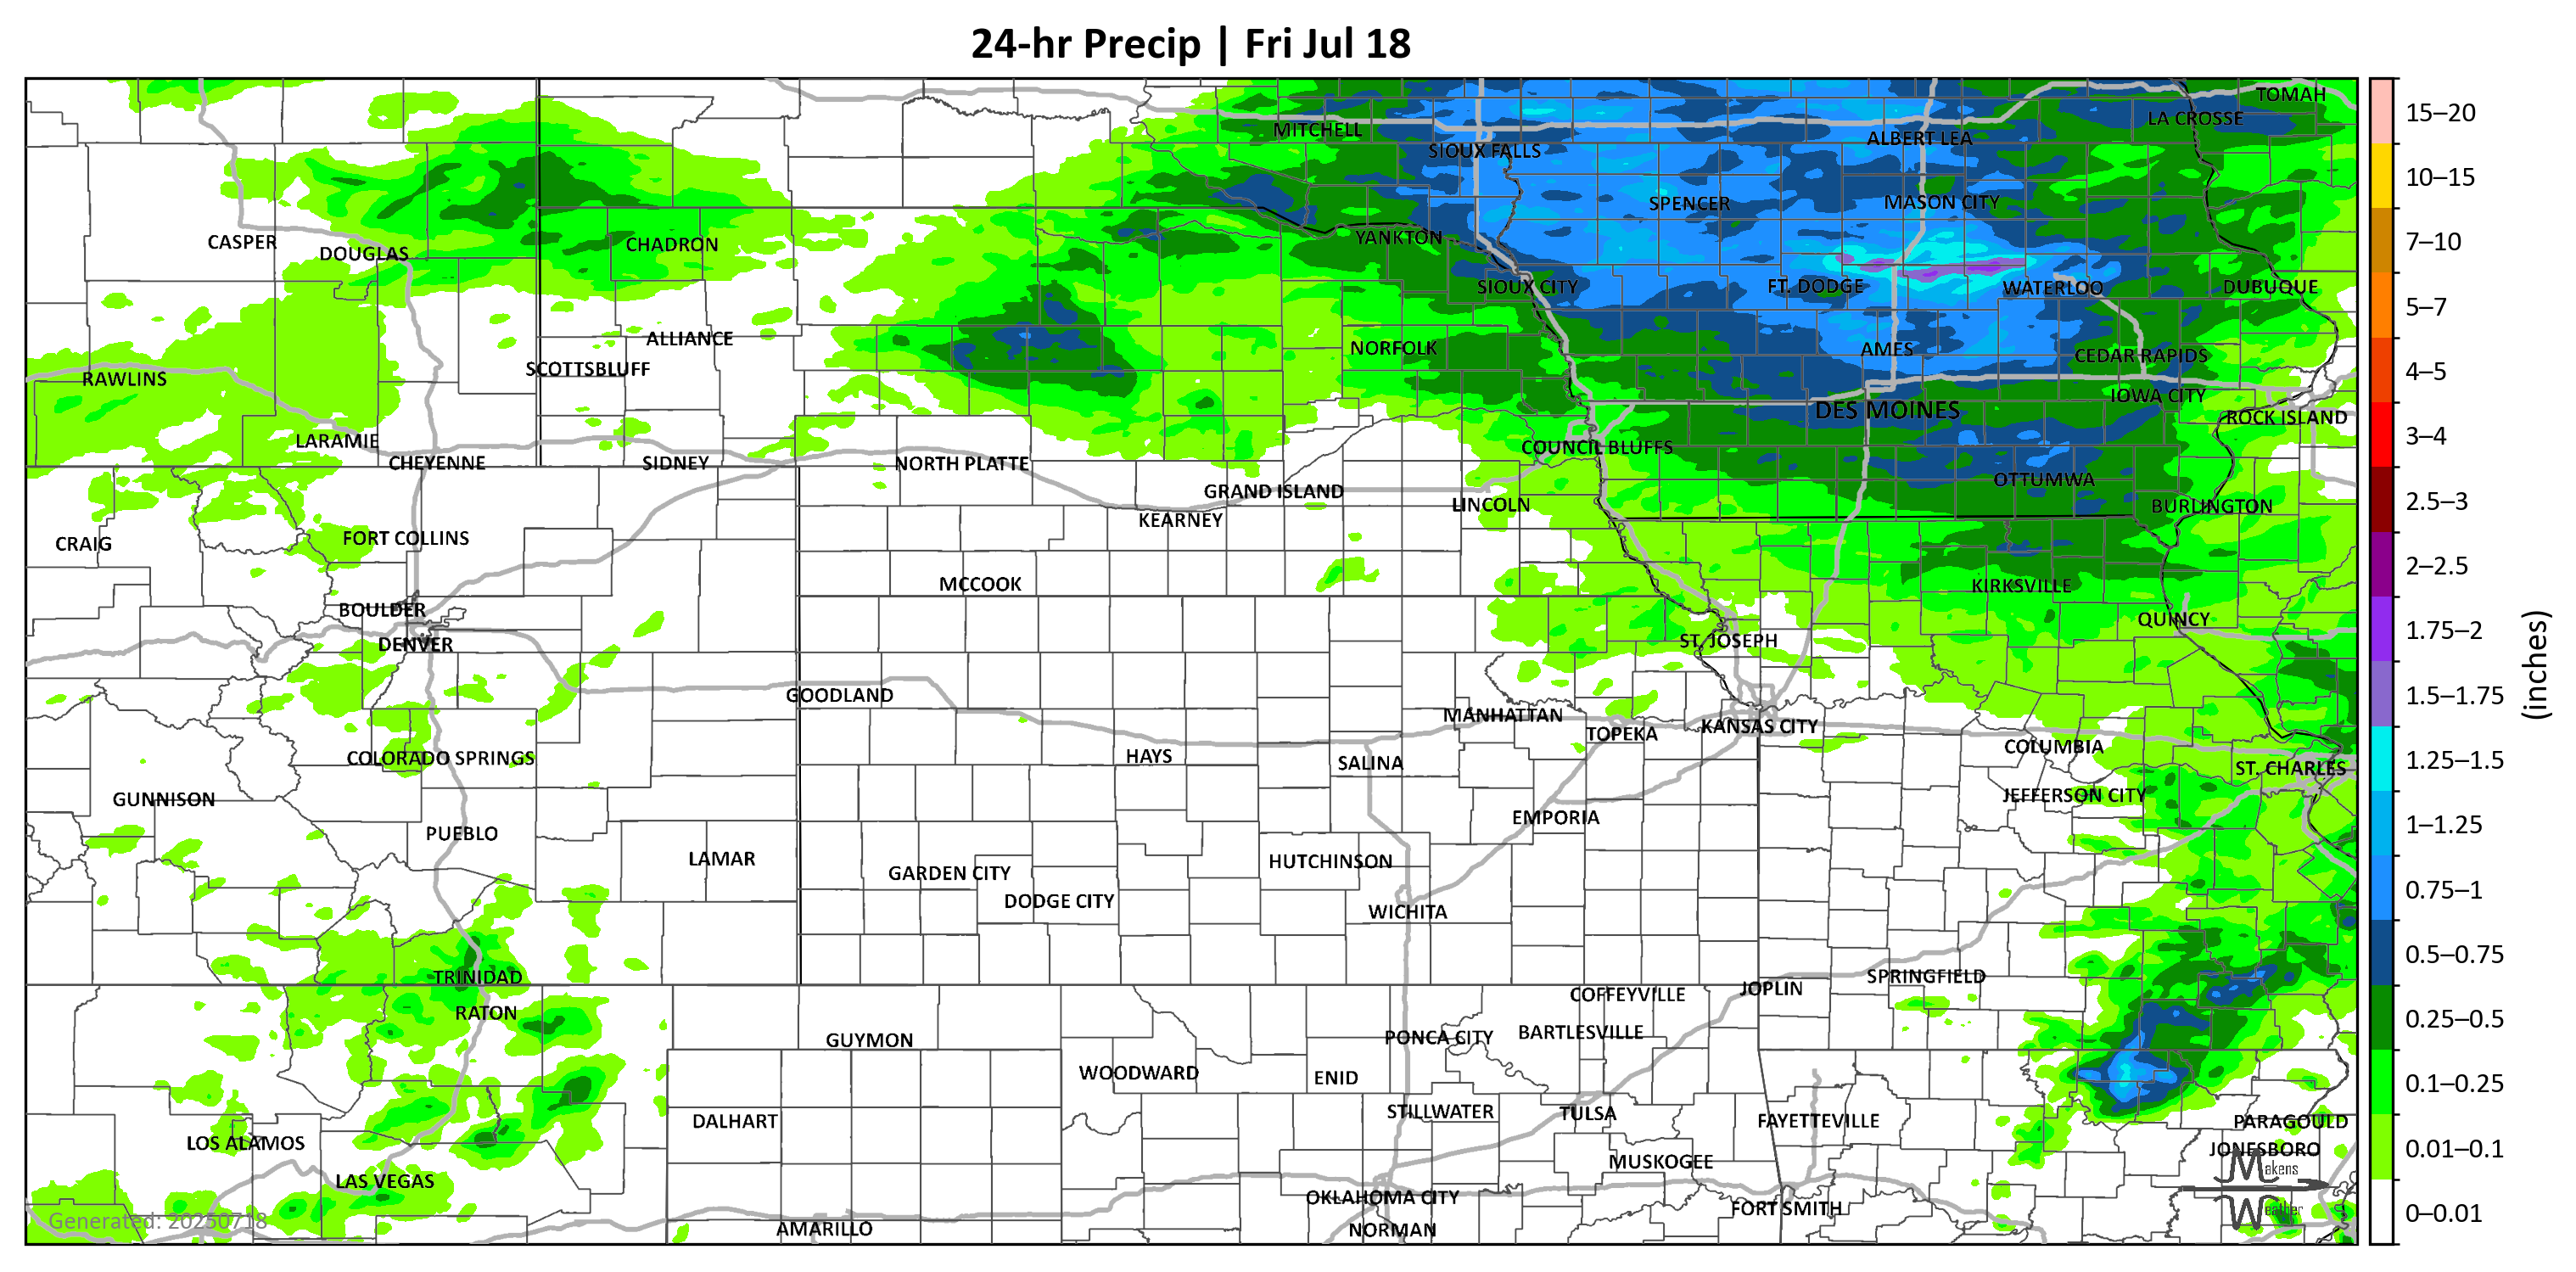 24-hr Precip | Fri Jul 18
TOMAH
LA CROSSE
MITCHELL
ALBERT LEA
SIOUX FALLS
SPENCER
MASON CITY
YANKTON
CASPER
DOUGLAS
CHADRON
SIOUX CITY
FT. DODGE
WATERLOO
DUBUQUE
ALLIANCE
NORFOLK
AMES
CEDAR RAPIDS
SCOTTSBLUFF
RAWLINS
IOWA CITY
DES MOINES
ROCK ISLAND
LARAMIE
COUNCIL BLUFFS
CHEYENNE
SIDNEY
NORTH PLATTE
OTTUMWA
GRAND ISLAND
LINCOLN
BURLINGTON
KEARNEY
CRAIG
FORT COLLINS
MCCOOK
KIRKSVILLE
BOULDER
QUINCY
DENVER
ST. JOSEPH
GOODLAND
MANHATTAN
TOPEKA
KANSAS CITY
COLORADO SPRINGS
HAYS
SALINA
COLUMBIA
ST. CHARLES
GUNNISON
JEFFERSON CITY
EMPORIA
PUEBLO
LAMAR
GARDEN CITY
HUTCHINSON
DODGE CITY
WICHITA
TRINIDAD
SPRINGFIELD
JOPLIN
COFFEYVILLE
RATON
GUYMON
PONCA CITY
BARTLESVILLE
WOODWARD
ENID
STILLWATER
TULSA
DALHART
FAYETTEVILLE
PARAGOULD
LOS ALAMOS
JONESBORO
MUSKOGEE
LAS VEGAS
OKLAHOMA CITY
FORT SMITH
AMARILLO
NORMAN
Makens
Weather
Generated: 20250718
15–20
10–15
7–10
5–7
4–5
3–4
2.5–3
2–2.5
1.75–2
1.5–1.75
1.25–1.5
1–1.25
0.75–1
0.5–0.75
0.25–0.5
0.1–0.25
0.01–0.1
0–0.01
(inches)